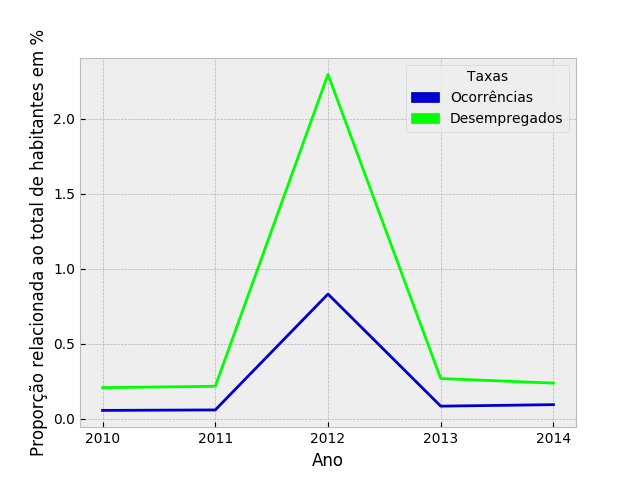 Proporção relacionada ao total de habitantes em %
2.0
1.5
1.0
0.5
0.0
Taxas
Ocorrências
Desempregados
2010 2011 2012 2013 2014
Ano